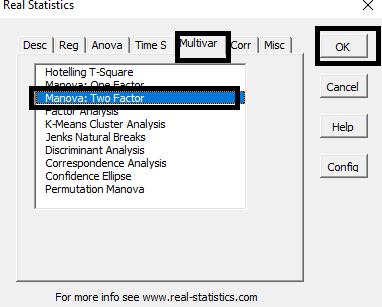 Real Statistics
Desc Reg Anova Time S Multivar Corr Misc
OK
Hotelling T-Square
Manova: One Factor
Manova: Two Factor
Factor Analysis
K-Means Cluster Analysis
Jenks Natural Breaks
Discriminant Analysis
Correspondence Analysis
Confidence Ellipse
Permutation Manova
Cancel
Help
Config
For more info see www.real-statistics.com